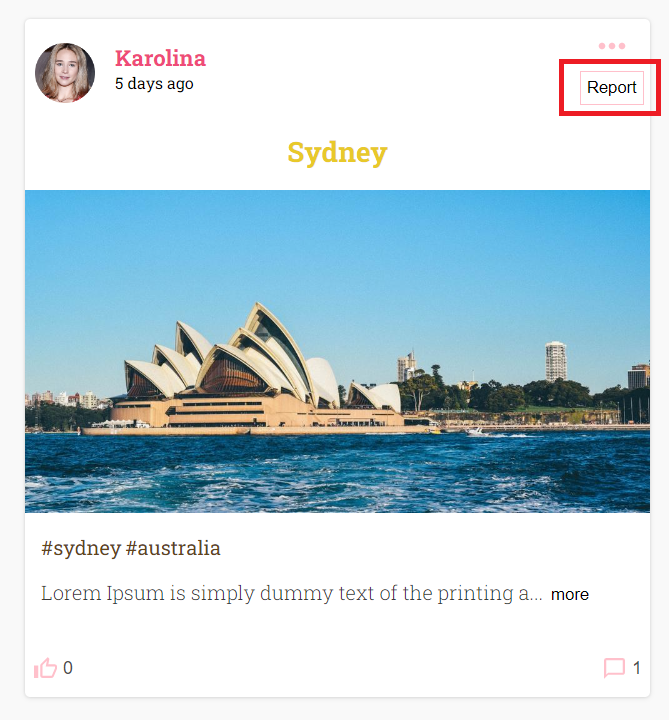 Karolina
5 days ago
Report
Sydney
#sydney #australia
Lorem Ipsum is simply dummy text of the printing a... more
0
1